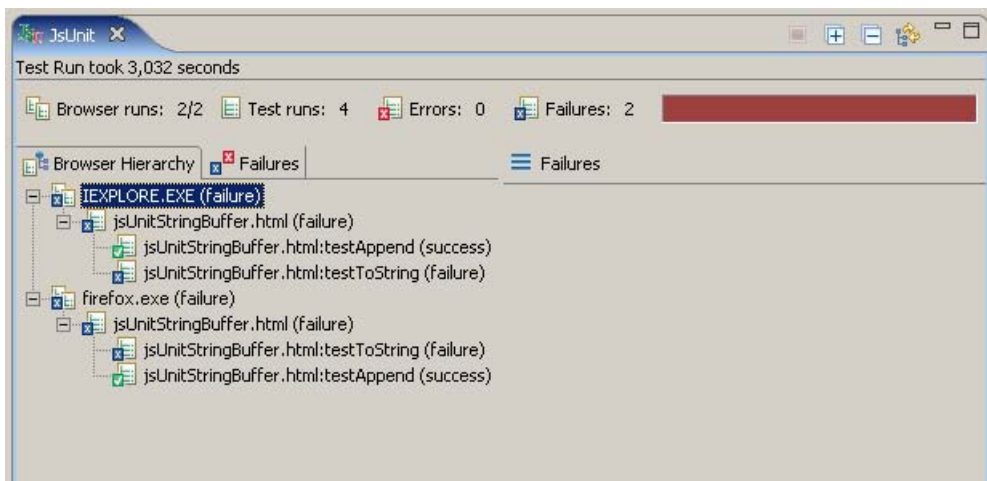 JsUnit
Test Run took 3,032 seconds
Browser runs: 2/2 Test runs: 4 Errors: 0 Failures: 2
Browser Hierarchy Failures Failures
IEXPLORE.EXE (failure)
jsUnitStringBuffer.html (failure)
jsUnitStringBuffer.html:testAppend (success)
jsUnitStringBuffer.html:testToString (failure)
firefox.exe (failure)
jsUnitStringBuffer.html (failure)
jsUnitStringBuffer.html:testToString (failure)
jsUnitStringBuffer.html:testAppend (success)